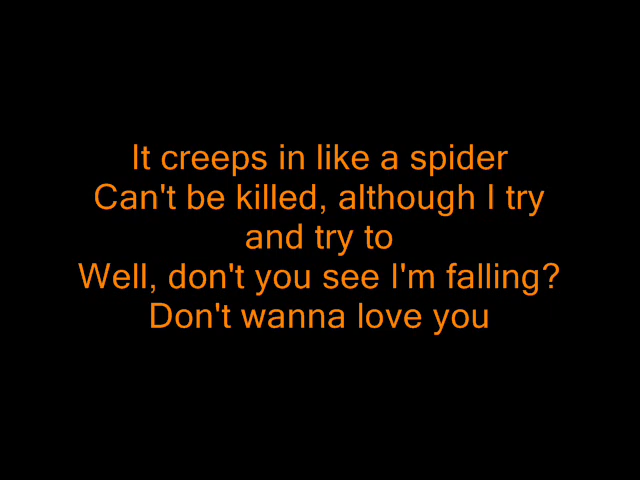 It creeps in like a spider
Can't be killed, although I try
and try to
Well, don't you see I'm falling?
Don't wanna love you